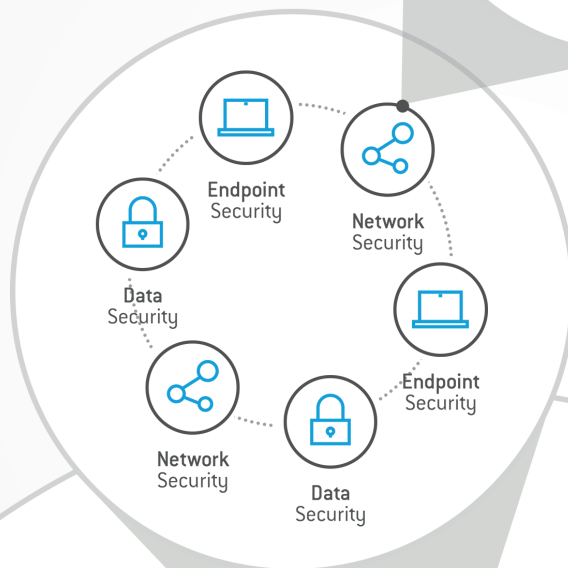 Endpoint
Security
Network
Security
Data
Security
Endpoint
Security
Network
Security
Data
Security